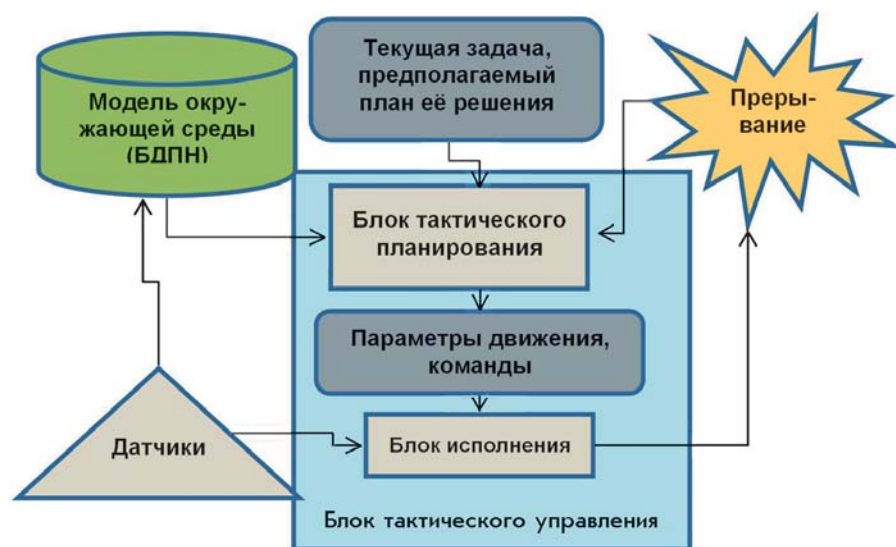 Модель окру-
жающей среды
(БДПН)
Текущая задача,
предполагаемый
план её решения
Преры-
вание
Блок тактического
планирования
Параметры движения,
команды
Датчики
Блок исполнения
Блок тактического управления